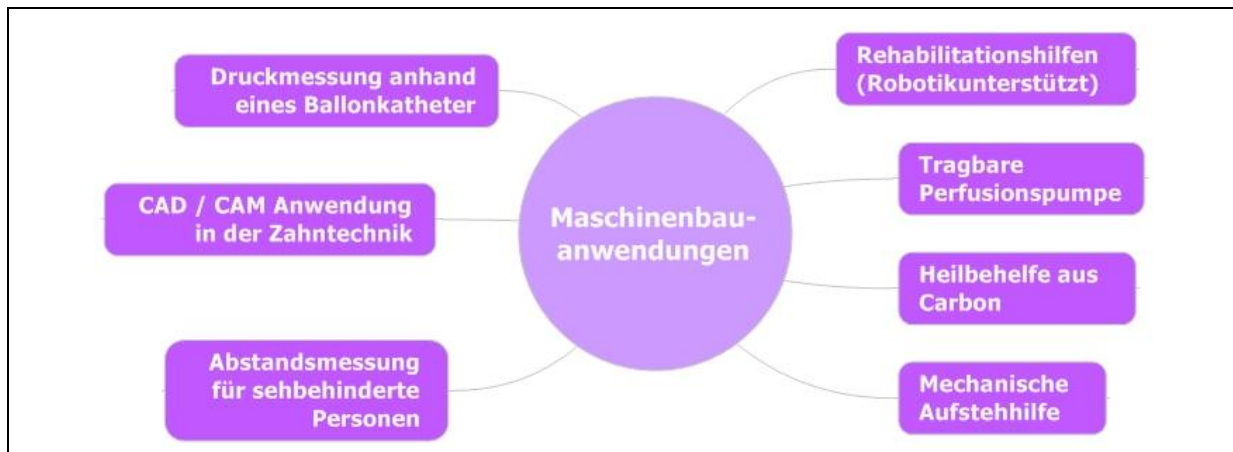 Druckmessung anhand
eines Ballonkatheter
CAD / CAM Anwendung
in der Zahntechnik
Abstandsmessung
für sehbehinderte
Personen
Maschinenbau-
anwendungen
Rehabilitationshilfen
(Robotikunterstützt)
Tragbare
Perfusionspumpe
Heilbehelfe aus
Carbon
Mechanische
Aufstehhilfe